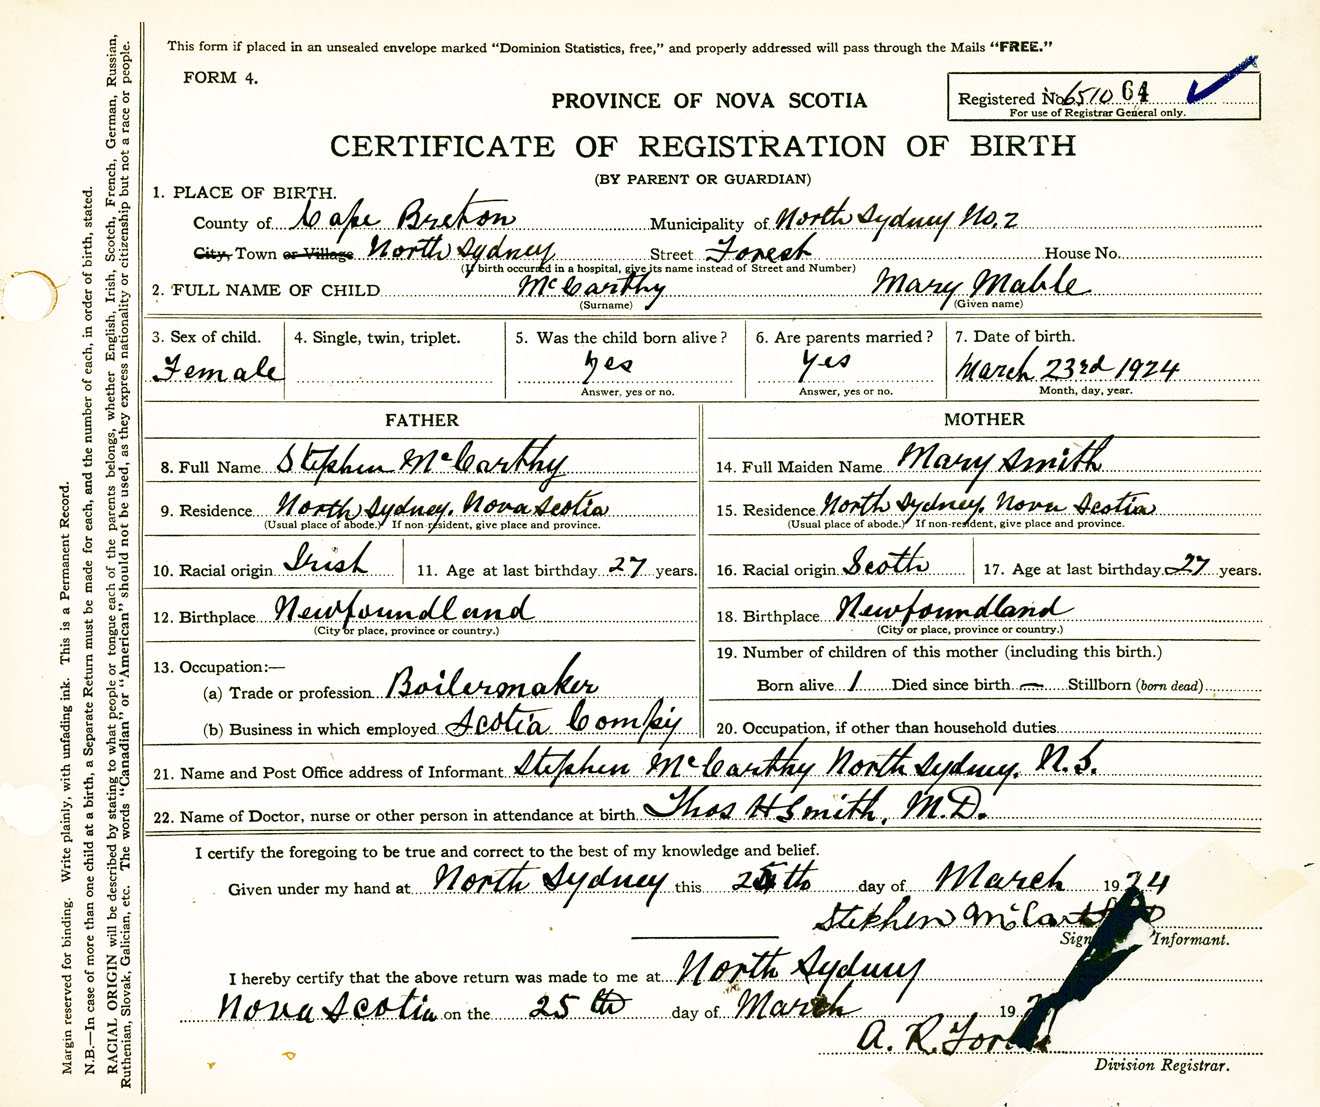 This form if placed in an unsealed envelope marked “Dominion Statistics, free,” and properly addressed will pass through the Mails “FREE.”
FORM 4.
Registered No. 6510 64
For use of Registrar General only.
PROVINCE OF NOVA SCOTIA
CERTIFICATE OF REGISTRATION OF BIRTH
(BY PARENT OR GUARDIAN)
1. PLACE OF BIRTH.
County of Cape Breton Municipality of North Sydney No. 2
City, Town or Village North Sydney Street Forest House No.
(If birth occurred in a hospital, give its name instead of Street and Number)
2. FULL NAME OF CHILD McCarthy Mary Mable
(Surname) (Given name)
3. Sex of child. 4. Single, twin, triplet. 5. Was the child born alive? 6. Are parents married? 7. Date of birth.
Female yes yes March 23rd 1924
Answer, yes or no. Answer, yes or no. Month, day, year.
FATHER MOTHER
8. Full Name Stephen McCarthy 14. Full Maiden Name Mary Smith
9. Residence North Sydney, Nova Scotia 15. Residence North Sydney, Nova Scotia
(Usual place of abode.) If non-resident, give place and province. (Usual place of abode.) If non-resident, give place and province.
10. Racial origin Irish 11. Age at last birthday 27 years. 16. Racial origin Scoth 17. Age at last birthday 27 years.
12. Birthplace Newfoundland 18. Birthplace Newfoundland
(City or place, province or country.) (City or place, province or country.)
13. Occupation:— 19. Number of children of this mother (including this birth.)
(a) Trade or profession Boilermaker Born alive 1 Died since birth — Stillborn (born dead)
(b) Business in which employed Scotia Compy 20. Occupation, if other than household duties
21. Name and Post Office address of Informant Stephen McCarthy North Sydney, N.S.
22. Name of Doctor, nurse or other person in attendance at birth Thos H Smith, M.D.
I certify the foregoing to be true and correct to the best of my knowledge and belief.
Given under my hand at North Sydney this 25th day of March 1924
Stephen
Informant.
I hereby certify that the above return was made to me at North Sydney
Nova Scotia on the 25th day of March 19
A. R.
Division Registrar.
Margin reserved for binding. Write plainly, with unfading ink. This is a Permanent Record.
N.B.—In case of more than one child at a birth, a Separate Return must be made for each, and the number of each, in order of birth, stated.
RACIAL ORIGIN will be described by stating to what people or tongue each of the parents belongs, whether English, Irish, Scotch, French, German, Russian,
Ruthenian, Slovak, Galician, etc. The words “Canadian” or “American” should not be used, as they express nationality or citizenship but not a race or people.